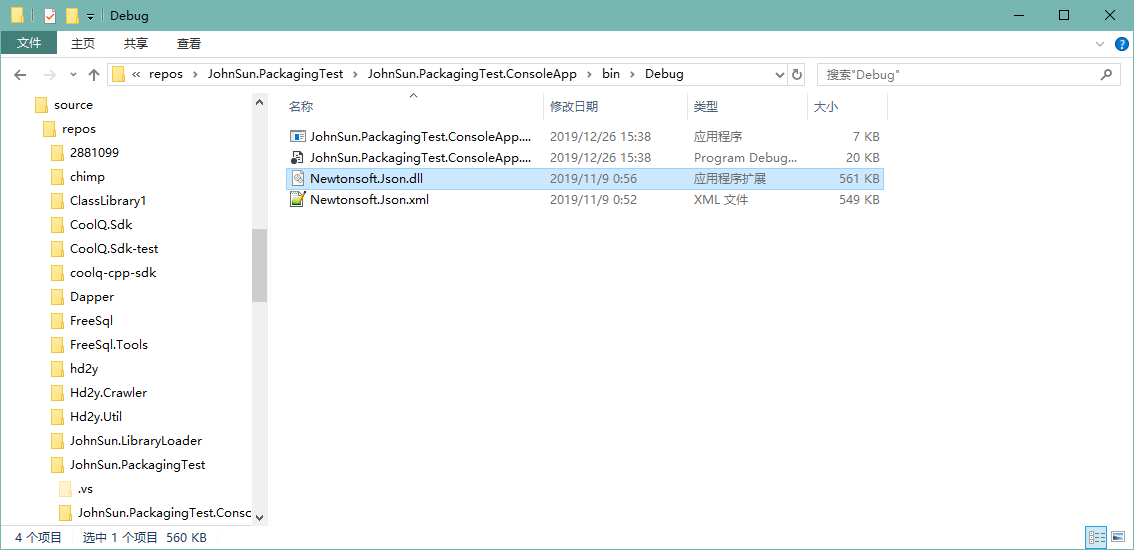 Debug
文件 主页 共享 查看
« repos › JohnSun.PackagingTest › JohnSun.PackagingTest.ConsoleApp › bin › Debug 搜索"Debug"
source
repos
2881099
chimp
ClassLibrary1
CoolQ.Sdk
CoolQ.Sdk-test
coolq-cpp-sdk
Dapper
FreeSql
FreeSql.Tools
hd2y
Hd2y.Crawler
Hd2y.Util
JohnSun.LibraryLoader
JohnSun.PackagingTest
.vs
JohnSun.PackagingTest.Consc
名称 修改日期 类型 大小
JohnSun.PackagingTest.ConsoleApp.... 2019/12/26 15:38 应用程序 7 KB
JohnSun.PackagingTest.ConsoleApp.... 2019/12/26 15:38 Program Debug... 20 KB
Newtonsoft.Json.dll 2019/11/9 0:56 应用程序扩展 561 KB
Newtonsoft.Json.xml 2019/11/9 0:52 XML 文件 549 KB
4 个项目 选中 1 个项目 560 KB